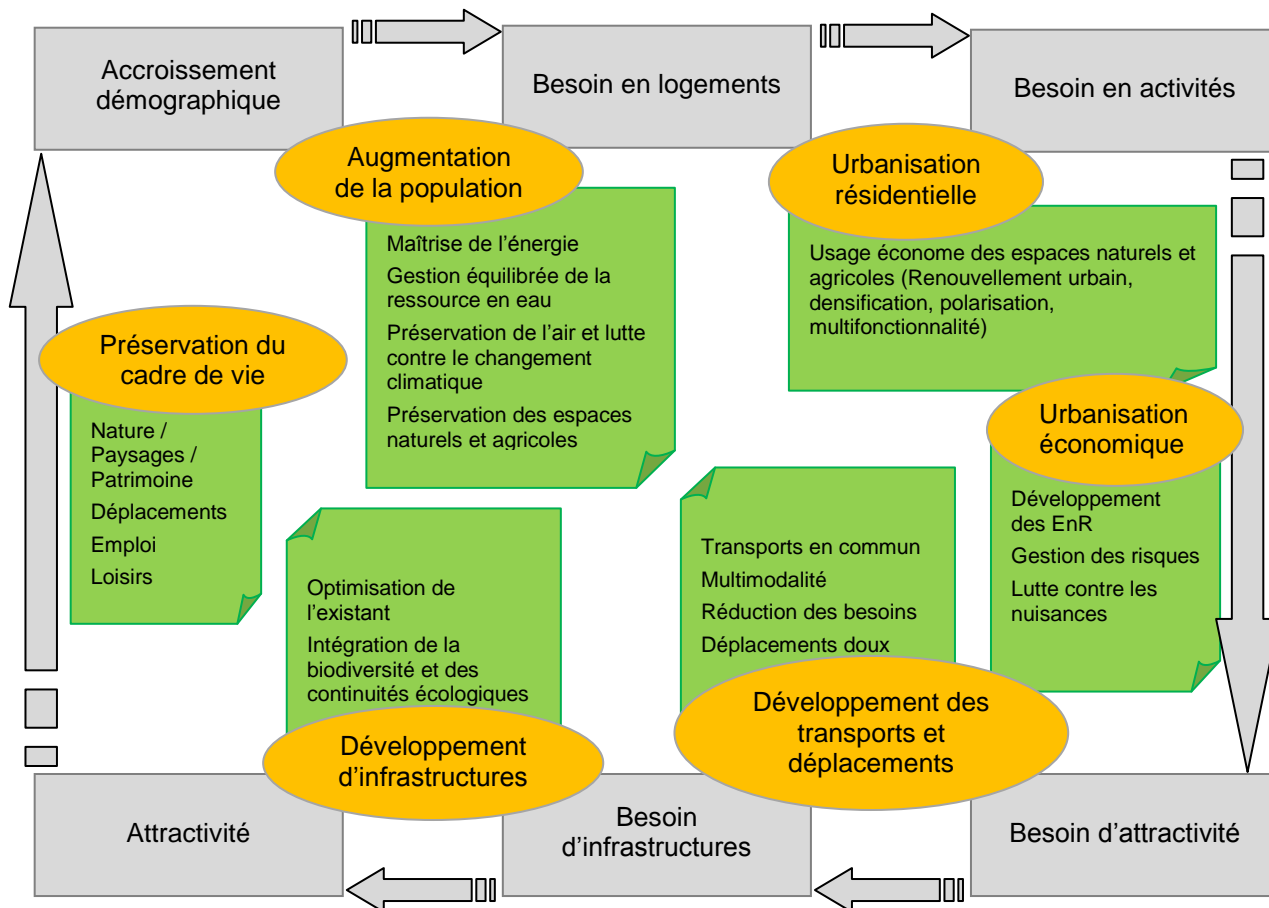 Accroissement
démographique
Besoin en logements
Besoin en activités
Augmentation
de la population
Urbanisation
résidentielle
Maîtrise de l’énergie
Gestion équilibrée de la
ressource en eau
Préservation de l’air et lutte
contre le changement
climatique
Préservation des espaces
naturels et agricoles
Usage économe des espaces naturels et
agricoles (Renouvellement urbain,
densification, polarisation,
multifonctionnalité)
Préservation du
cadre de vie
Nature /
Paysages /
Patrimoine
Déplacements
Emploi
Loisirs
Urbanisation
économique
Développement
des EnR
Gestion des risques
Lutte contre les
nuisances
Optimisation de
l’existant
Intégration de la
biodiversité et des
continuités écologiques
Transports en commun
Multimodalité
Réduction des besoins
Déplacements doux
Développement
d’infrastructures
Développement des
transports et
déplacements
Attractivité
Besoin
d’infrastructures
Besoin d’attractivité